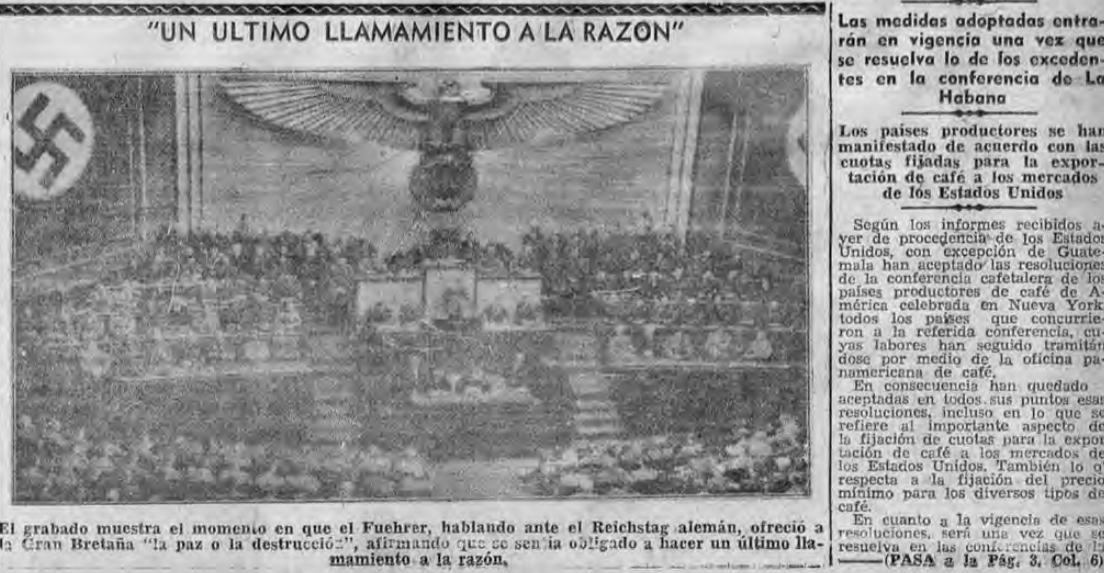 "UN ULTIMO LLAMAMIENTO A LA RAZON"
El grabado muestra el momento en que el Fuehrer, hablando ante el Reichstag alemán, ofreció a
la Gran Bretaña "la paz o la destrucción", afirmando que se sentia obligado a hacer un último lla-
mamiento a la razón.
Las medidas adoptadas entra-
rán en vigencia una vez que
se resuelva lo de los exceden-
tes en la conferencia de La
Habana
Los países productores se han
manifestado de acuerdo con las
cuotas fijadas para la expor-
tación de café a los mercados
de los Estados Unidos
Según los informes recibidos a-
yer de procedencia de los Estados
Unidos, con excepción de Guate-
mala han aceptado las resoluciones
de la conferencia cafetalera de los
países productores de café de A-
mérica celebrada en Nueva York
todos los países que concurrie-
ron a la referida conferencia, cu-
yas labores han seguido tramitán
dose por medio de la oficina pa-
namericana de café.
En consecuencia han quedado
aceptadas en todos sus puntos esas
resoluciones, incluso en lo que se
refiere al importante aspecto de
la fijación de cuotas para la expor
tación de café a los mercados de
los Estados Unidos. También lo q'
respecta a la fijación del precio
mínimo para los diversos tipos de
café.
En cuanto a la vigencia de esas
resoluciones, será una vez que se
resuelva en las conferencias de la
(PASA a la Pág. 3, Col. 6)